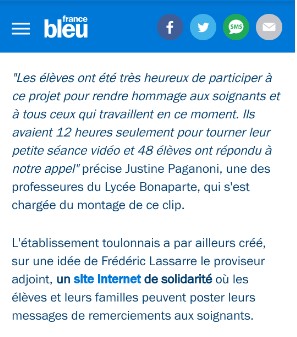 france
bleu
SMS
"Les élèves ont été très heureux de participer à
ce projet pour rendre hommage aux soignants et
à tous ceux qui travaillent en ce moment. Ils
avaient 12 heures seulement pour tourner leur
petite séance vidéo et 48 élèves ont répondu à
notre appel" précise Justine Paganoni, une des
professeures du Lycée Bonaparte, qui s'est
chargée du montage de ce clip.
L'établissement toulonnais a par ailleurs créé,
sur une idée de Frédéric Lassarre le proviseur
adjoint, un site Internet de solidarité où les
élèves et leurs familles peuvent poster leurs
messages de remerciements aux soignants.